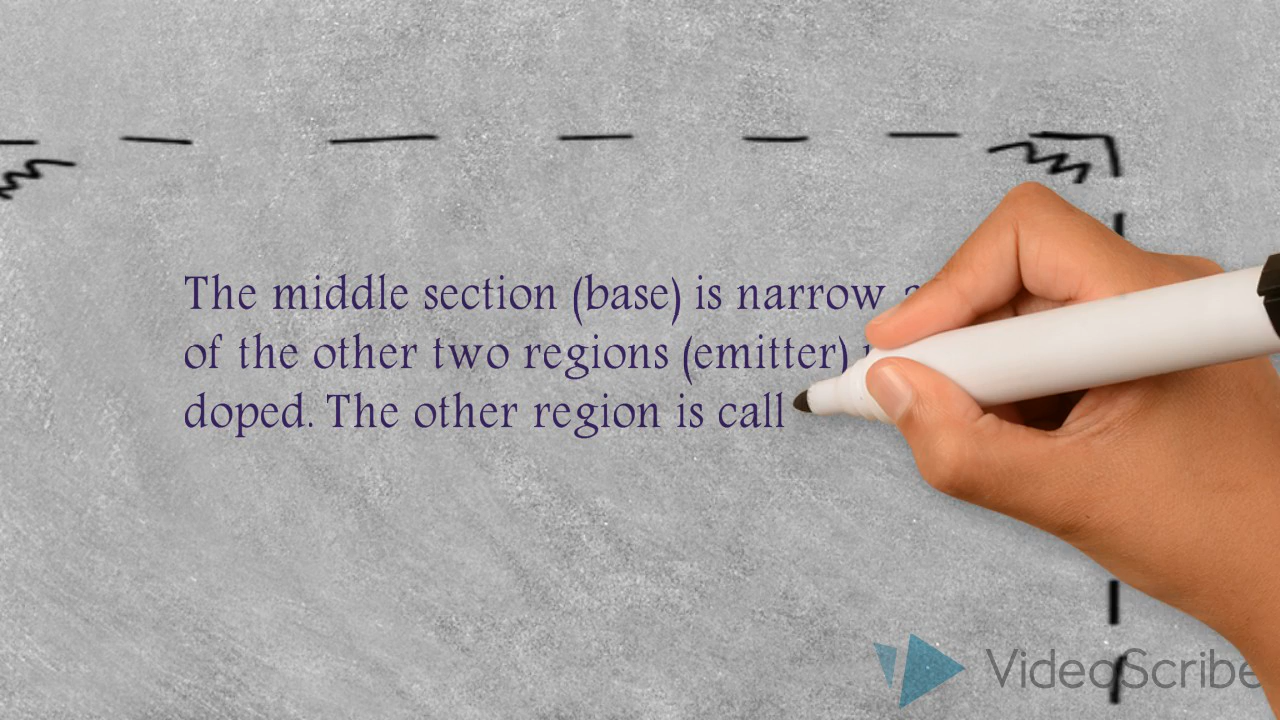 The middle section (base) is narrow
of the other two regions (emitter)
doped. The other region is call
VideoScribe